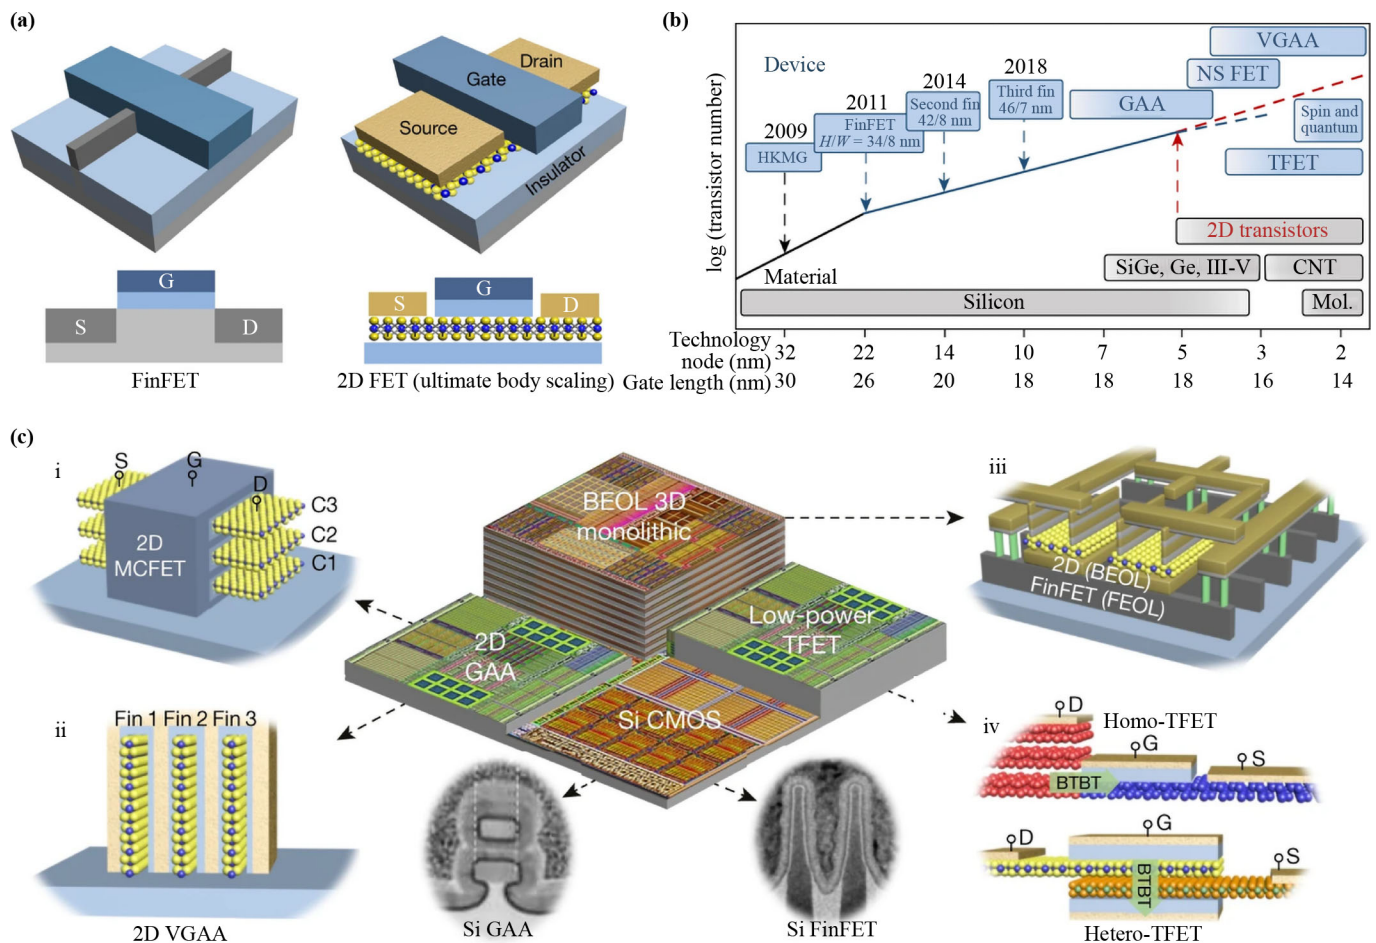 (a)
Drain
Gate
Source
Insulator
G
S
D
FinFET
G
S
D
2D FET (ultimate body scaling)
(b)
log (transistor number)
Device
VGAA
NS FET
GAA
Spin and
quantum
TFET
2018
Third fin
46/7 nm
2014
Second fin
42/8 nm
2011
FinFET
H/W = 34/8 nm
2009
HKMG
2D transistors
SiGe, Ge, III-V
CNT
Material
Silicon
Mol.
Technology
node (nm)
32 22 14 10 7 5 3 2
Gate length (nm) 30 26 20 18 18 18 16 14
(c)
i
S
G
D
C3
C2
C1
2D
MCFET
BEOL 3D
monolithic
2D
GAA
Low-power
TFET
Si CMOS
iii
2D (BEOL)
FinFET (FEOL)
ii
Fin 1 Fin 2 Fin 3
2D VGAA
Si GAA
Si FinFET
iv
D
Homo-TFET
G
S
BTBT
D
G
S
BTBT
Hetero-TFET